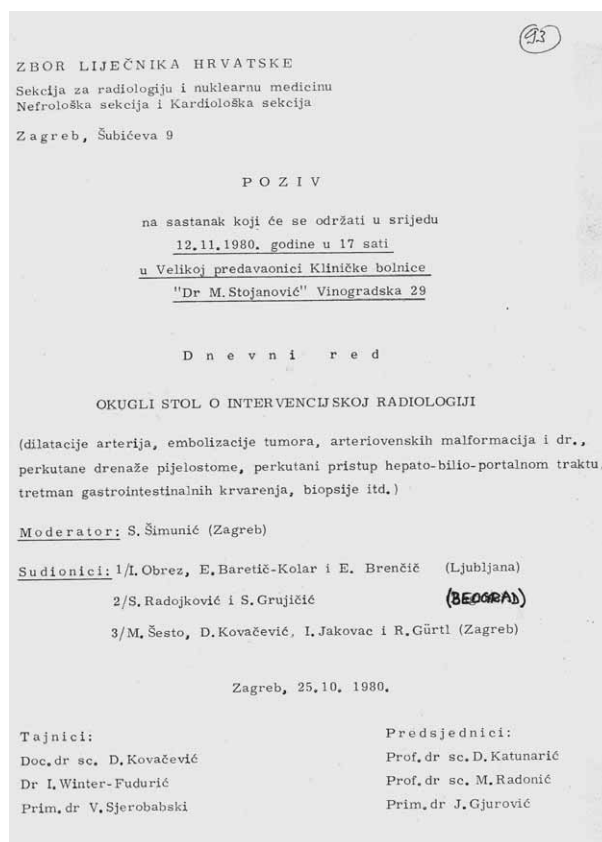 93
ZBOR LIJEČNIKA HRVATSKE
Sekcija za radiologiju i nuklearnu medicinu
Nefrološka sekcija i Kardiološka sekcija
Zagreb, Šubićeva 9
POZIV
na sastanak koji će se održati u srijedu
12.11.1980. godine u 17 sati
u Velikoj predavaonici Kliničke bolnice
"Dr M.Stojanović" Vinogradska 29
Dnevni red
OKUGLI STOL O INTERVENCIJSKOJ RADIOLOGIJI
(dilatacije arterija, embolizacije tumora, arteriovenskih malformacija i dr.,
perkutane drenaže pijelostome, perkutani pristup hepato-bilio-portalnom traktu,
tretman gastrointestinalnih krvarenja, biopsije itd.)
Moderator: S. Šimunić (Zagreb)
Sudionici: 1/I.Obrez, E.Baretič-Kolar i E. Brenčič (Ljubljana)
2/S.Radojković i S.Grujičić (BEOGRAD)
3/M.Šesto, D.Kovačević, I.Jakovac i R.Gürtl (Zagreb)
Zagreb, 25.10. 1980.
Tajnici:
Doc.dr sc. D.Kovačević
Dr I.Winter-Fudurić
Prim.dr V.Sjerobabski
Predsjednici:
Prof.dr sc.D.Katunarić
Prof.dr sc. M.Radonić
Prim.dr J.Gjurović